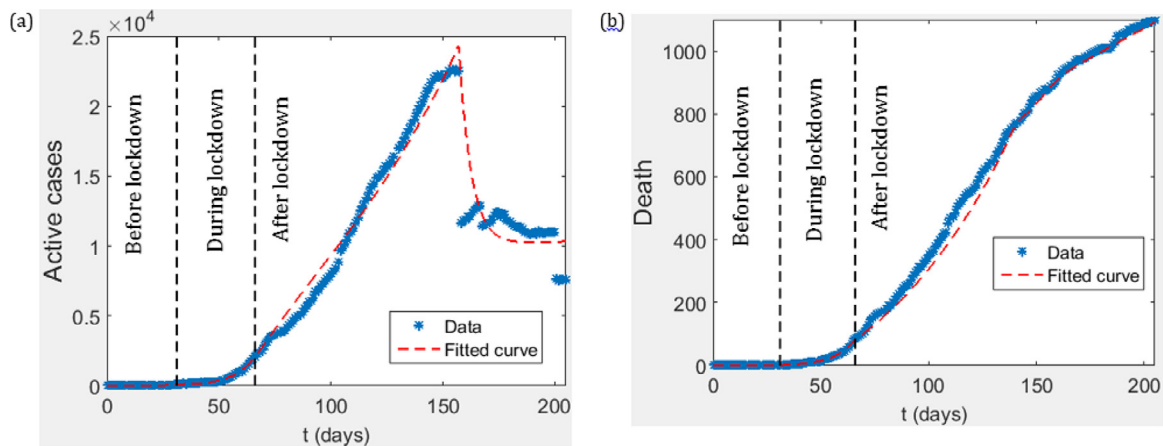 (a)
×10⁴
2.5
2
1.5
1
0.5
0
Active cases
Before lockdown
During lockdown
After lockdown
Data
Fitted curve
0 50 100 150 200
t (days)
(b)
1000
800
600
400
200
0
Death
Before lockdown
During lockdown
After lockdown
Data
Fitted curve
0 50 100 150 200
t (days)